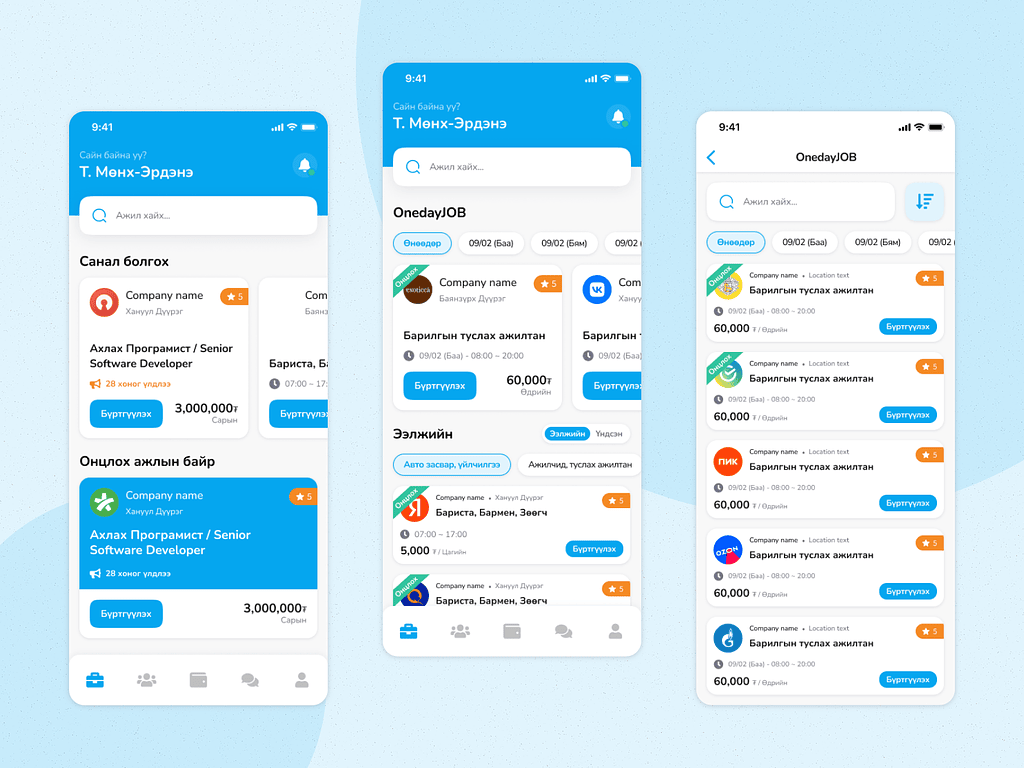 9:41
Сайн байна уу?
Т. Мөнх-Эрдэнэ
Ажил хайх...
Санал болгох
Company name
5
Хануул Дүүрэг
Ахлах Програмист / Senior
Software Developer
28 хоног үлдлээ
Бүртгүүлэх
3,000,000₮
Сарын
Com
Баянз
Бариста, Ба
07:00 ~ 17:
Бүртгүүлэх
Онцлох ажлын байр
Company name
5
Хануул Дүүрэг
Ахлах Програмист / Senior
Software Developer
28 хоног үлдлээ
Бүртгүүлэх
3,000,000₮
Сарын
9:41
Сайн байна уу?
Т. Мөнх-Эрдэнэ
Ажил хайх...
OnedayJOB
Өнөөдөр
09/02 (Баа)
09/02 (Бям)
09/02
Онцлох
exoticca
Company name
5
Баянзүрх Дүүрэг
Барилгын туслах ажилтан
09/02 (Баа) - 08:00 ~ 20:00
Бүртгүүлэх
60,000₮
Өдрийн
Com
Хануу
Барилгын
09/02 (Баа)
Бүртгүү
Ээлжийн
Ээлжийн
Үндсэн
Авто засвар, үйлчилгээ
Ажилчид, туслах ажилтан
Онцлох
Я
Company name • Хануул Дүүрэг
5
Бариста, Бармен, Зөөгч
07:00 ~ 17:00
5,000 ₮ / Цагийн
Бүртгүүлэх
Онцлох
Company name • Хануул Дүүрэг
5
Бариста, Бармен, Зөөгч
9:41
OnedayJOB
Ажил хайх...
Өнөөдөр
09/02 (Баа)
09/02 (Бям)
09/02
Онцлох
Company name • Location text
5
Барилгын туслах ажилтан
09/02 (Баа) - 08:00 ~ 20:00
60,000 ₮ / Өдрийн
Бүртгүүлэх
Онцлох
Company name • Location text
5
Барилгын туслах ажилтан
09/02 (Баа) - 08:00 ~ 20:00
60,000 ₮ / Өдрийн
Бүртгүүлэх
ПИК
Company name • Location text
5
Барилгын туслах ажилтан
09/02 (Баа) - 08:00 ~ 20:00
60,000 ₮ / Өдрийн
Бүртгүүлэх
OZON
Company name • Location text
5
Барилгын туслах ажилтан
09/02 (Баа) - 08:00 ~ 20:00
60,000 ₮ / Өдрийн
Бүртгүүлэх
Company name • Location text
5
Барилгын туслах ажилтан
09/02 (Баа) - 08:00 ~ 20:00
60,000 ₮ / Өдрийн
Бүртгүүлэх